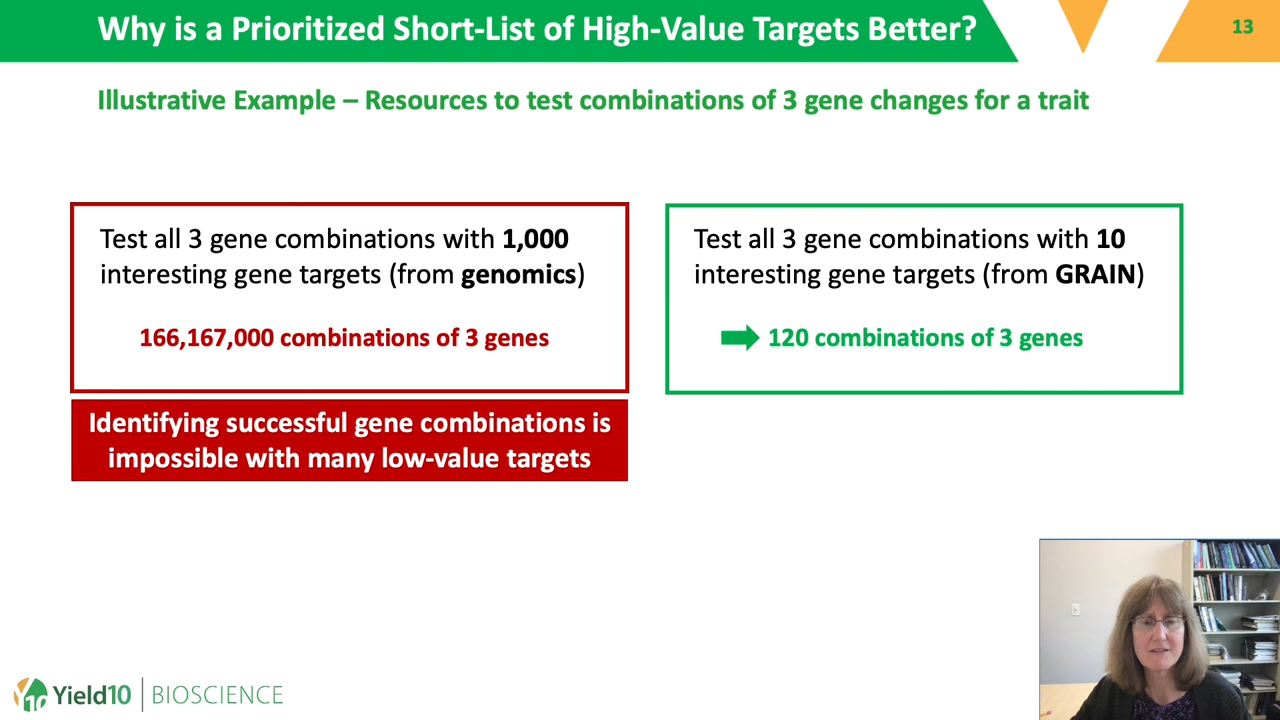 Why is a Prioritized Short-List of High-Value Targets Better?
13
Illustrative Example – Resources to test combinations of 3 gene changes for a trait
Test all 3 gene combinations with 1,000
interesting gene targets (from genomics)
166,167,000 combinations of 3 genes
Identifying successful gene combinations is
impossible with many low-value targets
Test all 3 gene combinations with 10
interesting gene targets (from GRAIN)
120 combinations of 3 genes
Yield10 BIOSCIENCE